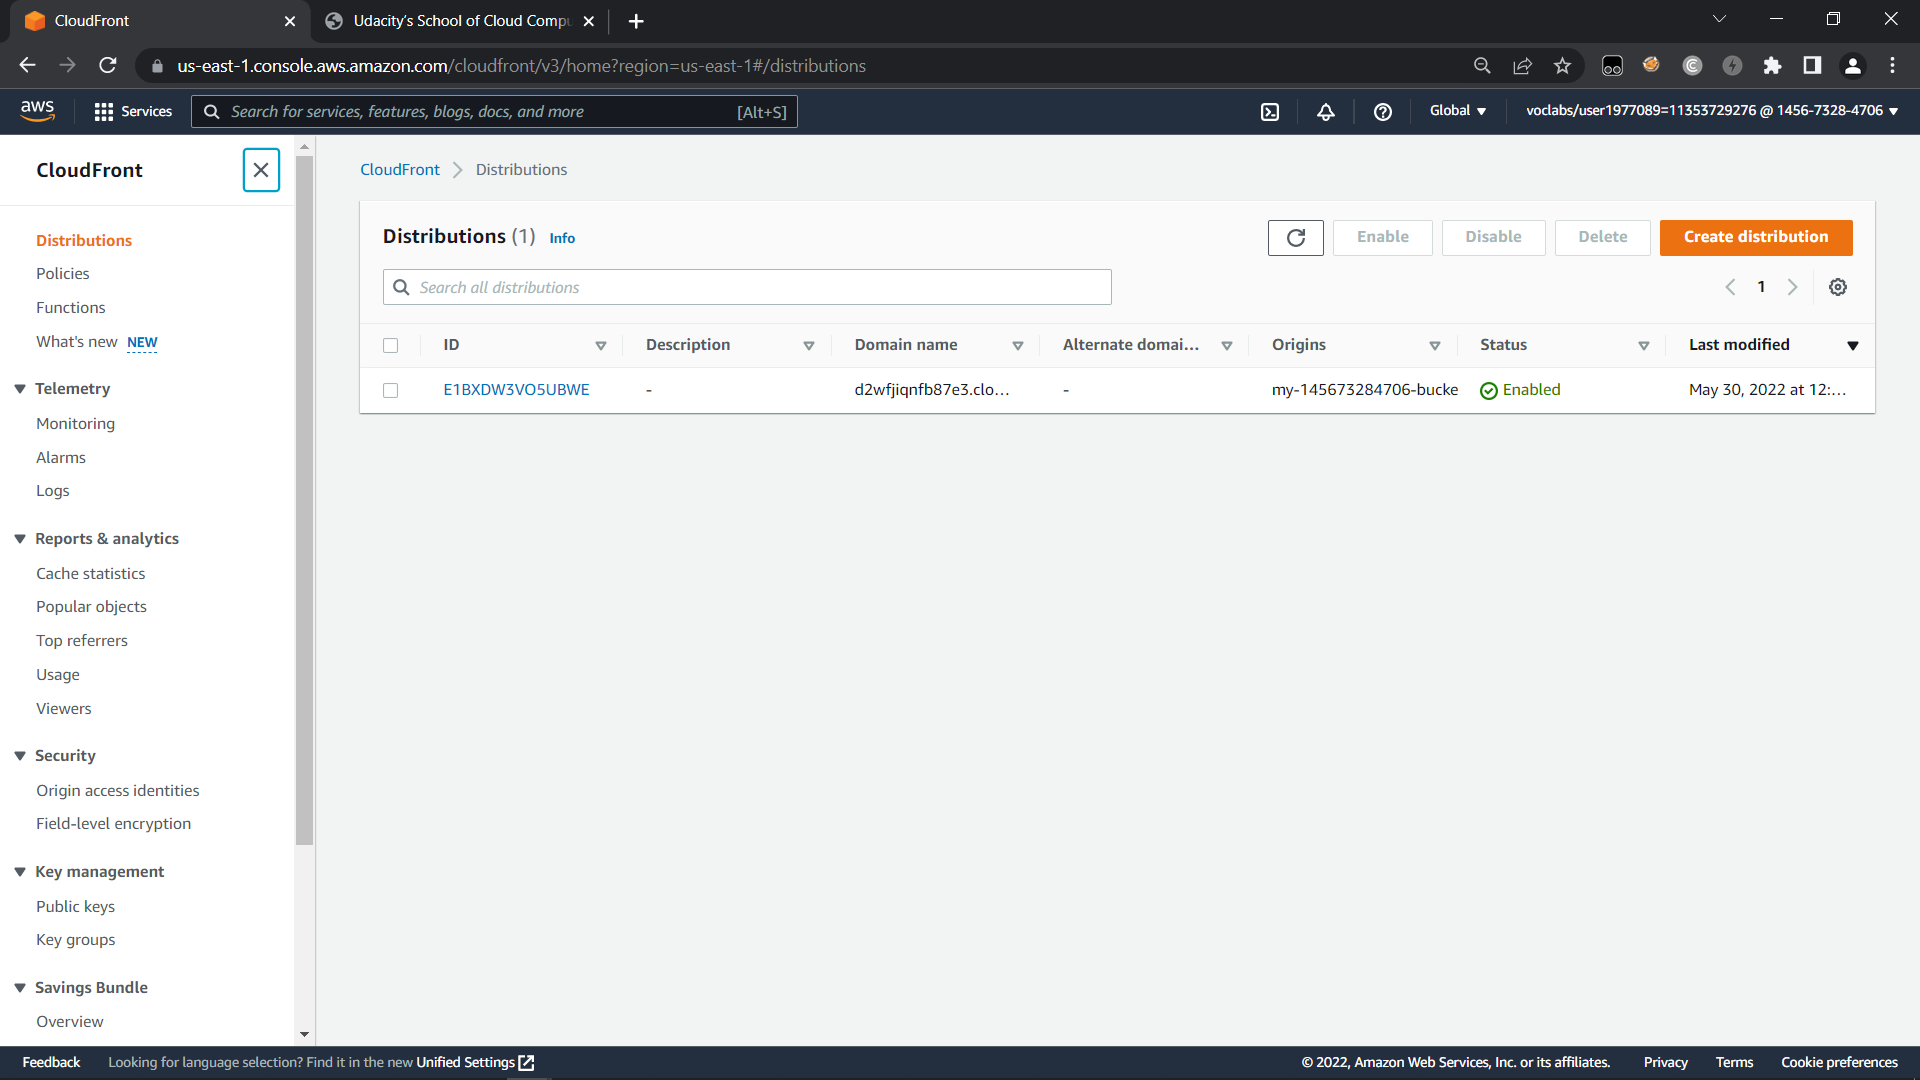 CloudFront
Udacity's School of Cloud Comp
us-east-1.console.aws.amazon.com/cloudfront/v3/home?region=us-east-1#/distributions
aws
Services
Search for services, features, blogs, docs, and more
[Alt+S]
Global
voclabs/user1977089=11353729276 @ 1456-7328-4706
CloudFront
Distributions
Policies
Functions
What's new NEW
Telemetry
Monitoring
Alarms
Logs
Reports & analytics
Cache statistics
Popular objects
Top referrers
Usage
Viewers
Security
Origin access identities
Field-level encryption
Key management
Public keys
Key groups
Savings Bundle
Overview
CloudFront Distributions
Distributions (1) Info
Enable
Disable
Delete
Create distribution
Search all distributions
1
ID Description Domain name Alternate domai... Origins Status Last modified
E1BXDW3VO5UBWE - d2wfjiqnfb87e3.clo... - my-145673284706-bucke Enabled May 30, 2022 at 12:...
Feedback
Looking for language selection? Find it in the new Unified Settings
© 2022, Amazon Web Services, Inc. or its affiliates.
Privacy
Terms
Cookie preferences